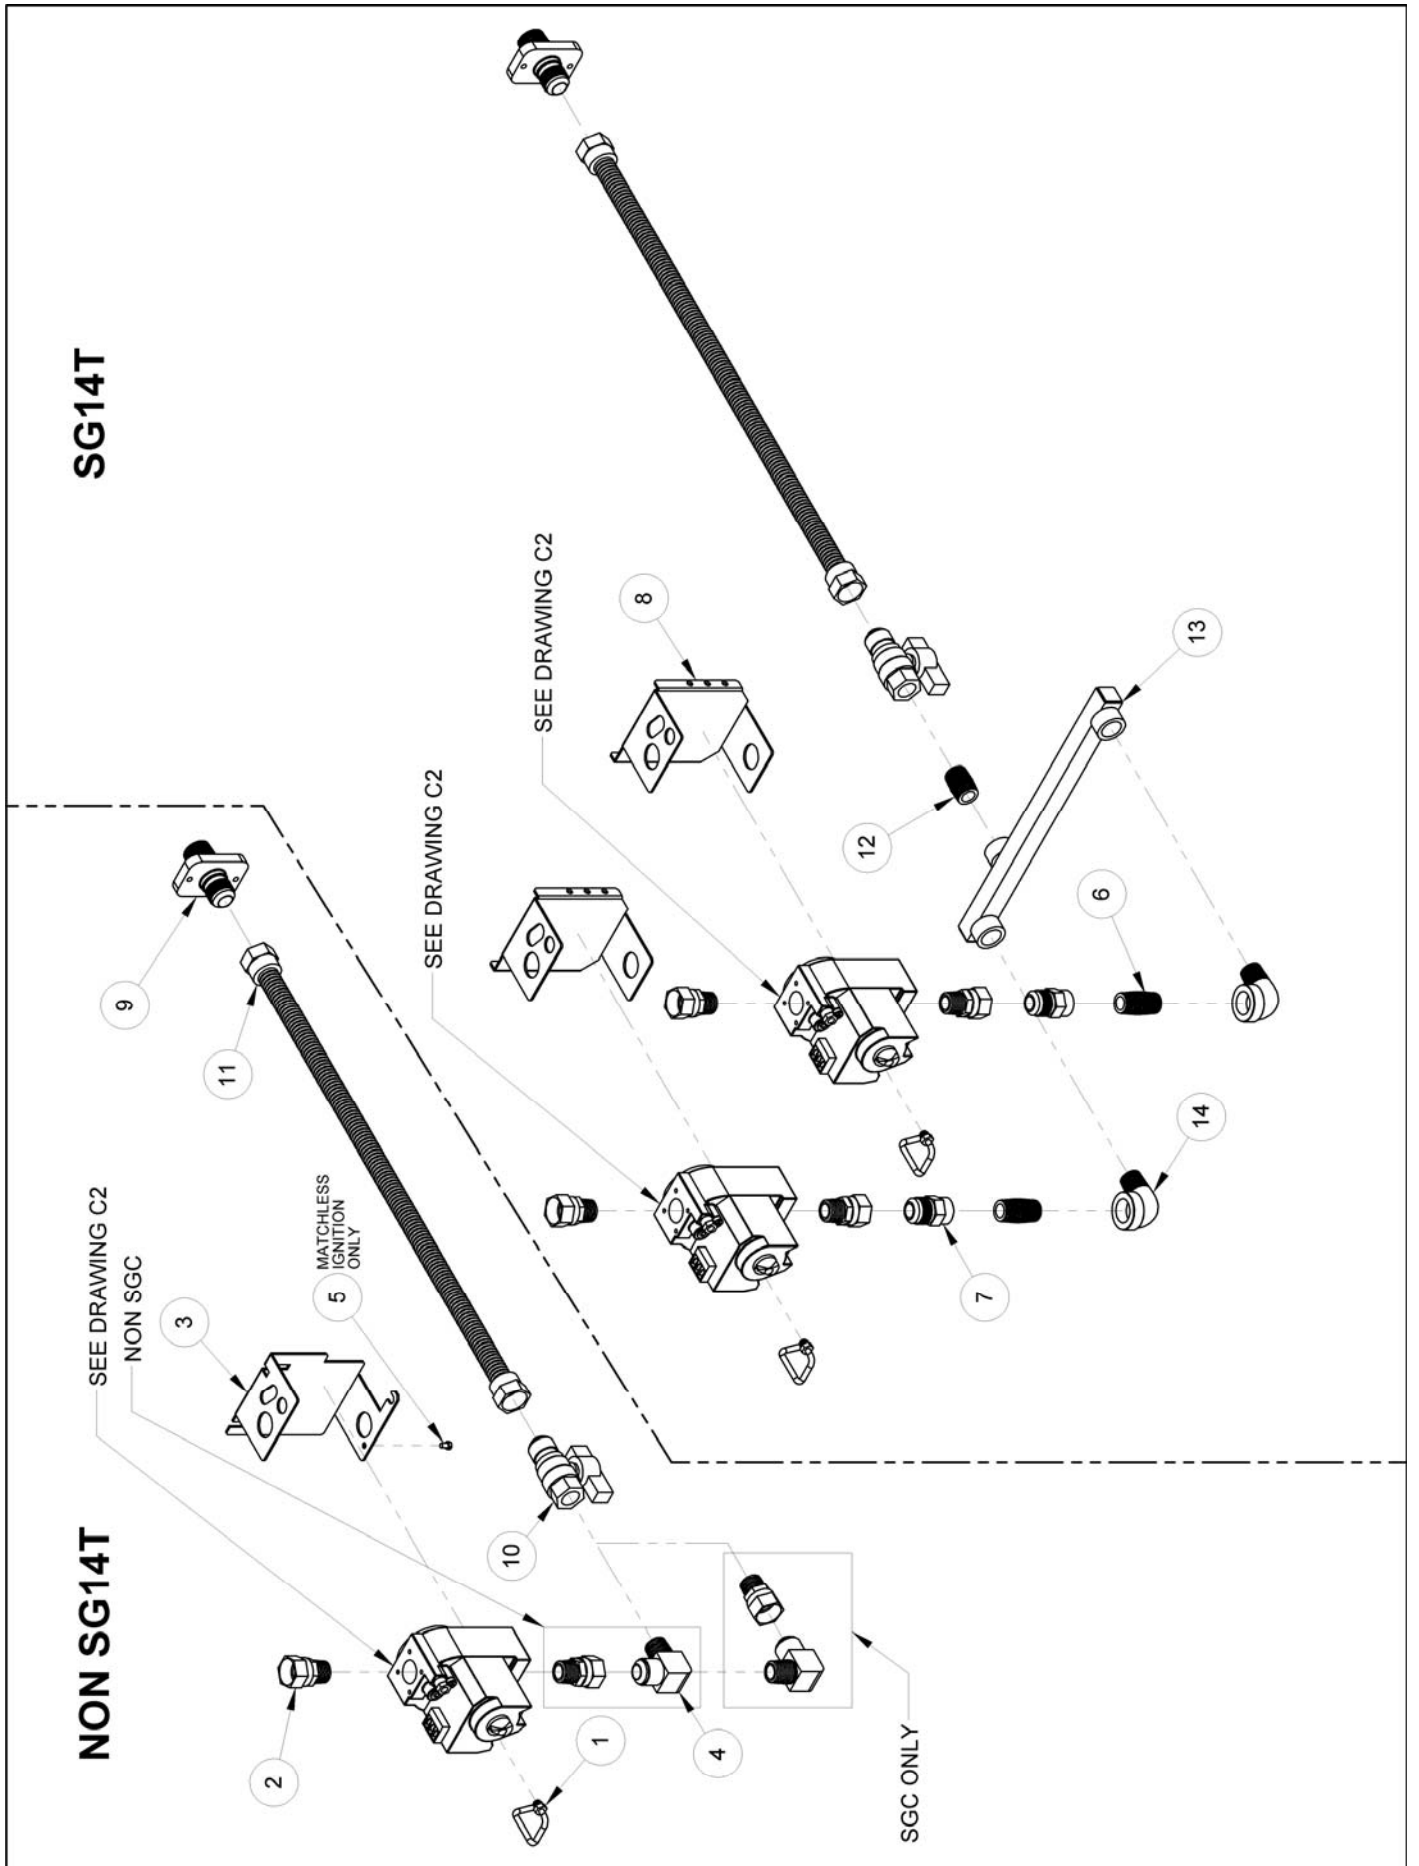 NON SG14T
SG14T
SEE DRAWING C2
NON SGC
3
MATCHLESS
IGNITION
ONLY
5
2
1
4
10
SGC ONLY
9
11
SEE DRAWING C2
SEE DRAWING C2
8
12
13
6
14
7